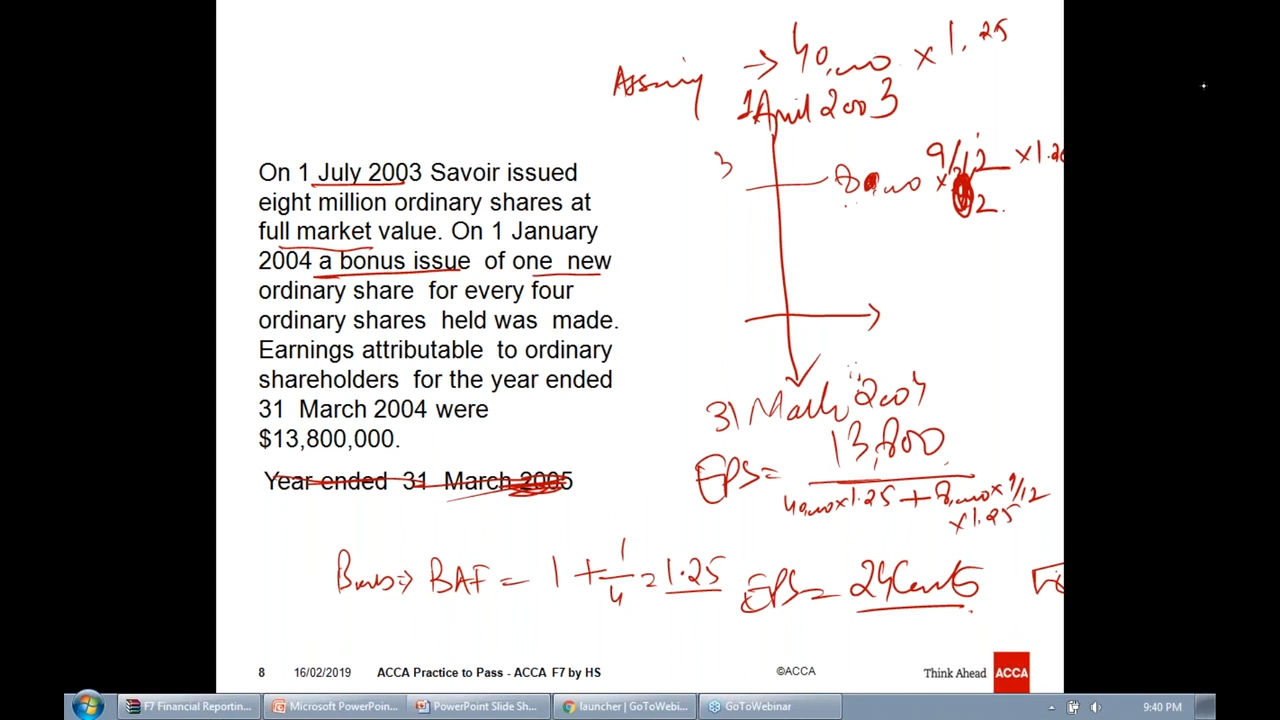 Assuing → 40,000 x 1.25
1 April 2003
3 8,000 x 9/12 x 1.2
2.
On 1 July 2003 Savoir issued
eight million ordinary shares at
full market value. On 1 January
2004 a bonus issue of one new
ordinary share for every four
ordinary shares held was made.
Earnings attributable to ordinary
shareholders for the year ended
31 March 2004 were
$13,800,000.
Year ended 31 March 2005
31 March, 2004
EPS = 13,800
40,000 x 1.25 + 8,000 x 9/12
x 1.25
Bonus => BAF = 1 + 1/4 = 1.25 EPS = 24 Cents
8 16/02/2019 ACCA Practice to Pass - ACCA F7 by HS ©ACCA Think Ahead ACCA
F7 Financial Reportin... Microsoft PowerPoin... PowerPoint Slide Sh... launcher | GoToWebi... GoToWebinar 9:40 PM